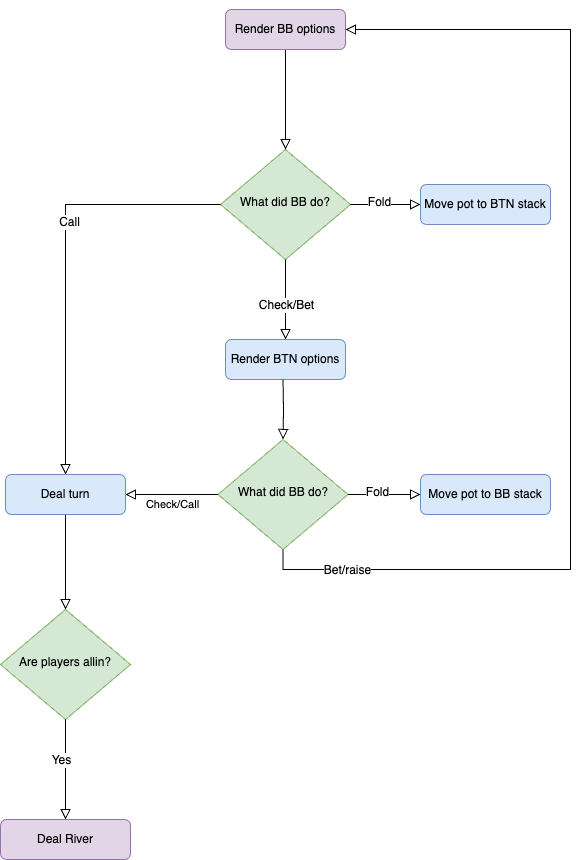 Render BB options
What did BB do?
Fold
Move pot to BTN stack
Call
Check/Bet
Render BTN options
What did BB do?
Fold
Move pot to BB stack
Deal turn
Check/Call
Bet/raise
Are players allin?
Yes
Deal River